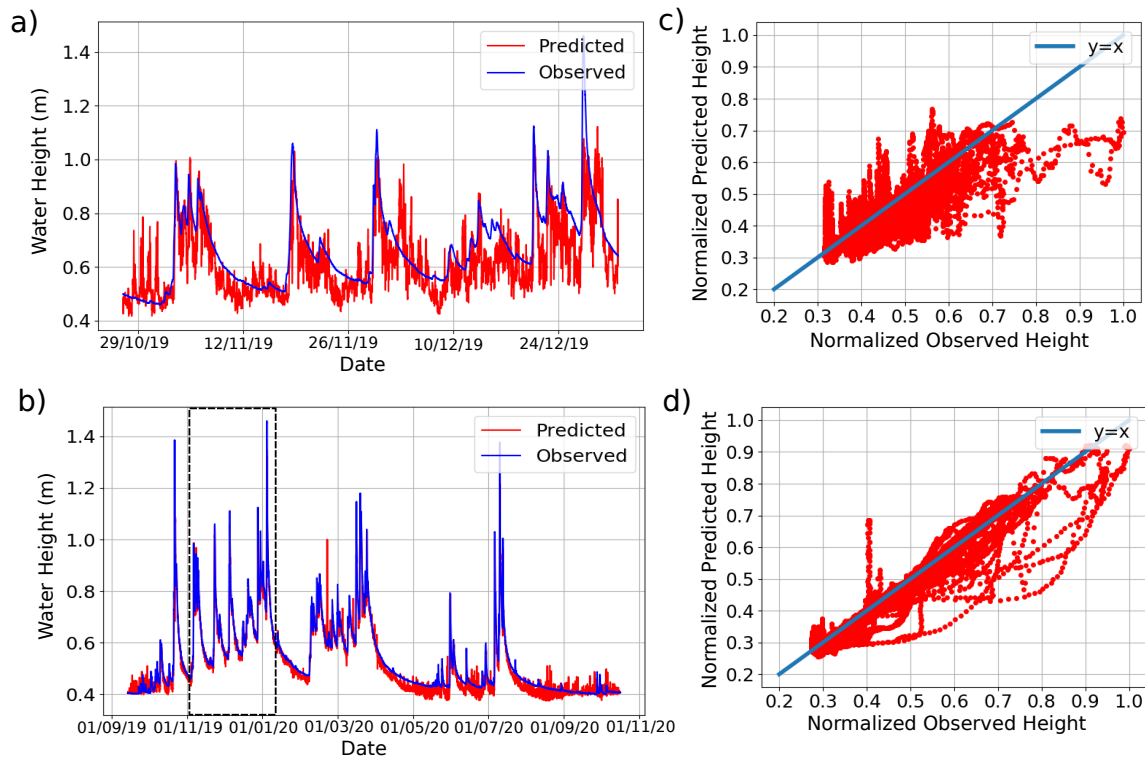 a)
1.4
1.2
1.0
0.8
0.6
0.4
Water Height (m)
Predicted
Observed
29/10/19 12/11/19 26/11/19 10/12/19 24/12/19
Date
c)
1.0
0.9
0.8
0.7
0.6
0.5
0.4
0.3
0.2
Normalized Predicted Height
y=x
0.2 0.3 0.4 0.5 0.6 0.7 0.8 0.9 1.0
Normalized Observed Height
b)
1.4
1.2
1.0
0.8
0.6
0.4
Water Height (m)
Predicted
Observed
01/09/19 01/11/19 01/01/20 01/03/20 01/05/20 01/07/20 01/09/20 01/11/20
Date
d)
1.0
0.9
0.8
0.7
0.6
0.5
0.4
0.3
0.2
Normalized Predicted Height
y=x
0.2 0.3 0.4 0.5 0.6 0.7 0.8 0.9 1.0
Normalized Observed Height